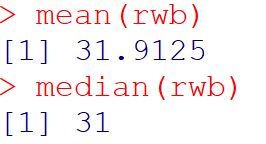 > mean(rwb)
[1] 31.9125
> median(rwb)
[1] 31